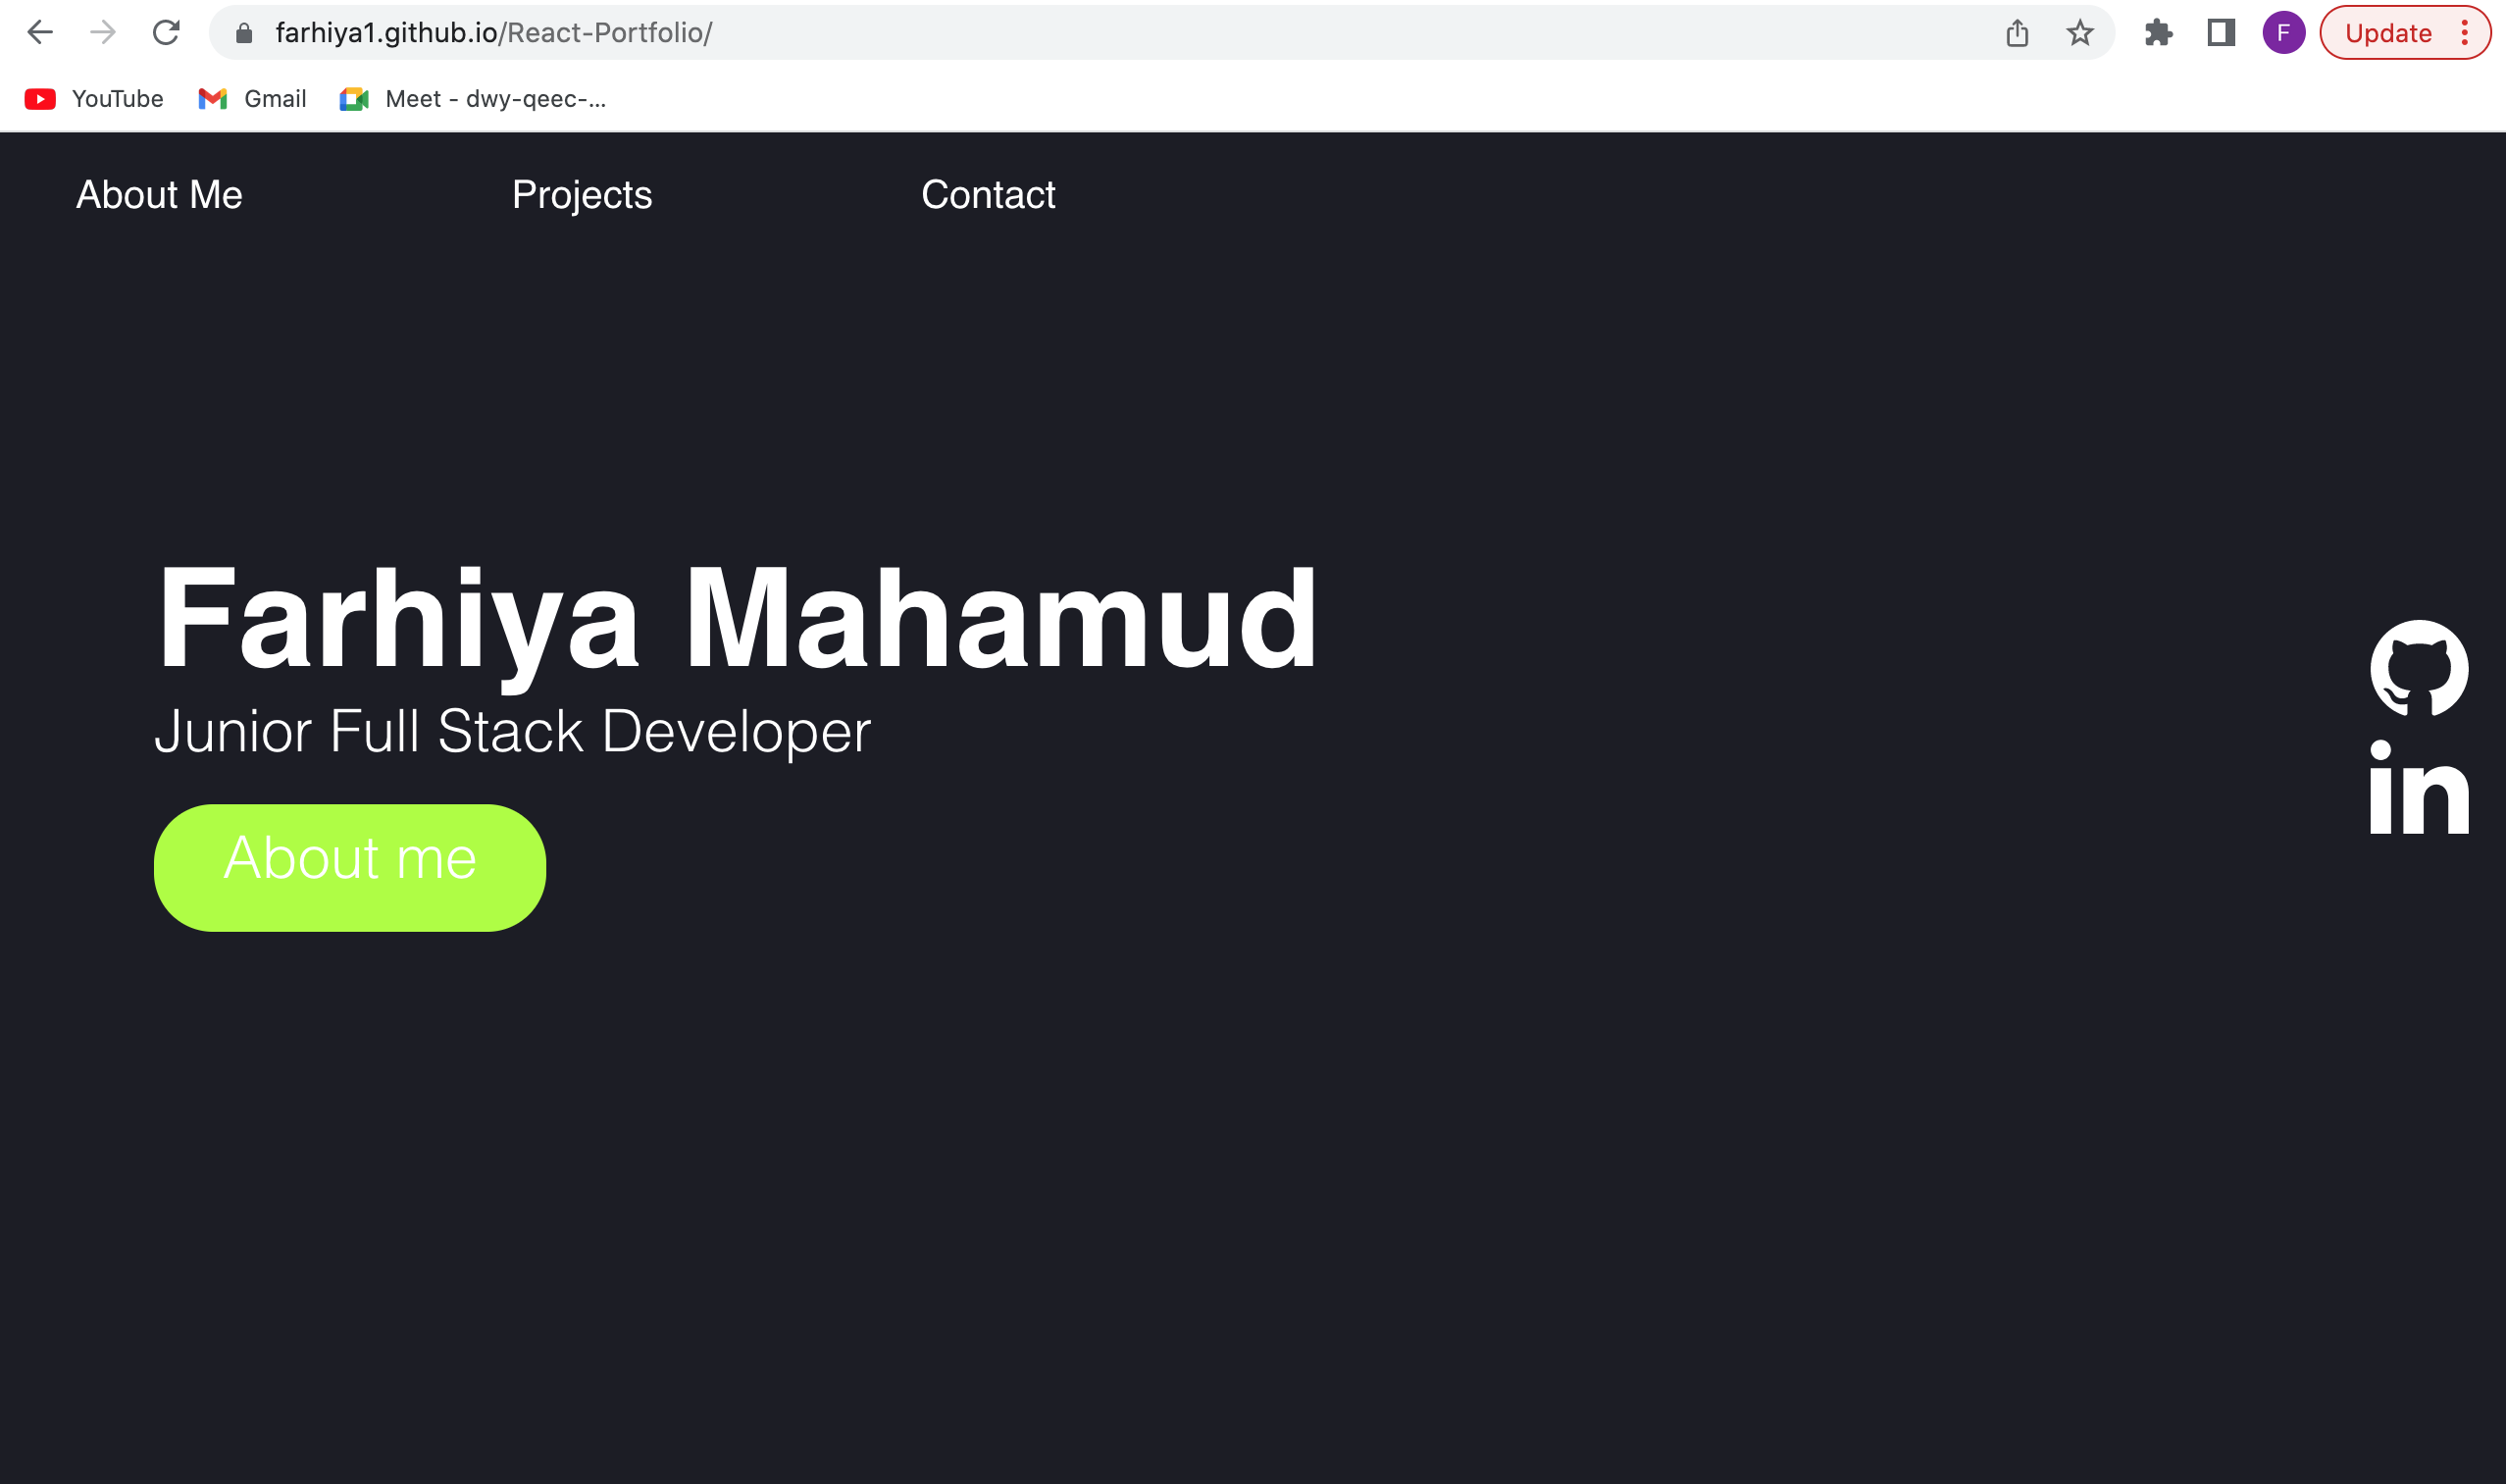 farhiya1.github.io/React-Portfolio/
F
Update
YouTube
Gmail
Meet - dwy-qeec-...
About Me
Projects
Contact
Farhiya Mahamud
Junior Full Stack Developer
in
About me